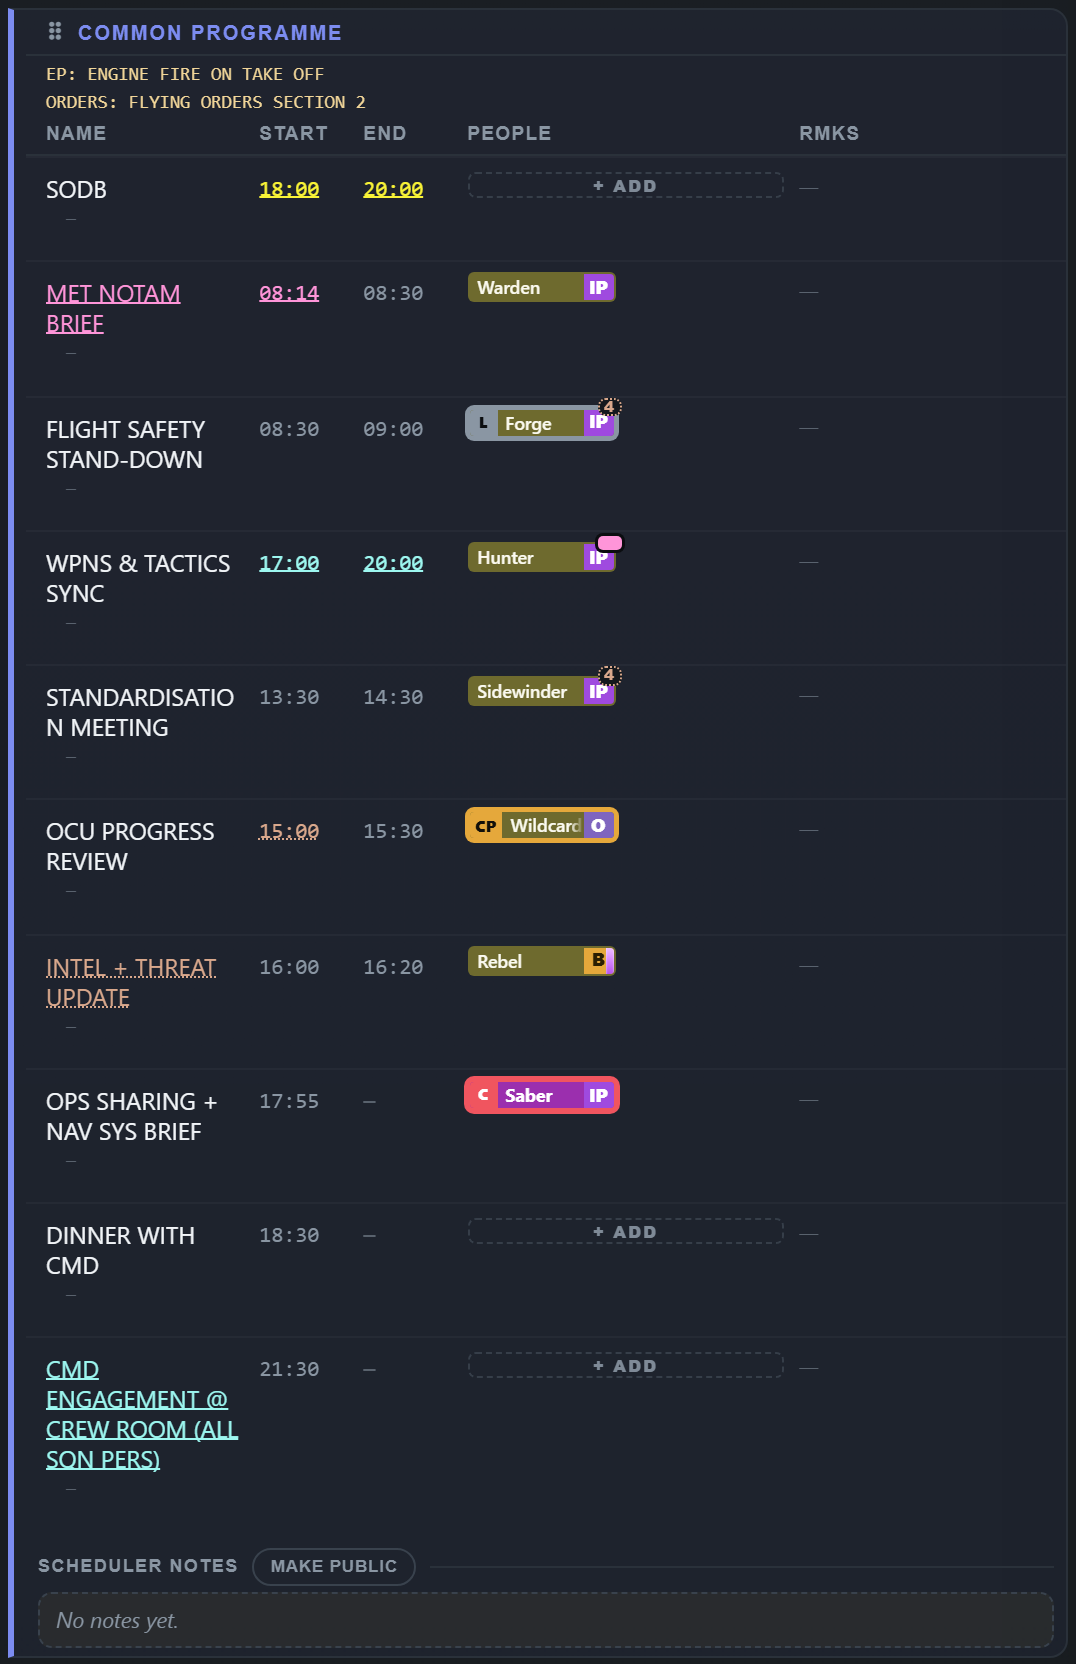 COMMON PROGRAMME
EP: ENGINE FIRE ON TAKE OFF
ORDERS: FLYING ORDERS SECTION 2
NAME START END PEOPLE RMKS
SODB 18:00 20:00 + ADD —
–
MET NOTAM 08:14 08:30 Warden IP —
BRIEF
–
4
FLIGHT SAFETY 08:30 09:00 L Forge IP —
STAND-DOWN
–
WPNS & TACTICS 17:00 20:00 Hunter IP —
SYNC
–
4
STANDARDISATIO 13:30 14:30 Sidewinder IP —
N MEETING
–
OCU PROGRESS 15:00 15:30 CP Wildcard O —
REVIEW
–
INTEL + THREAT 16:00 16:20 Rebel B —
UPDATE
–
OPS SHARING + 17:55 – C Saber IP —
NAV SYS BRIEF
–
DINNER WITH 18:30 – + ADD —
CMD
–
CMD 21:30 – + ADD —
ENGAGEMENT @
CREW ROOM (ALL
SQN PERS)
–
SCHEDULER NOTES MAKE PUBLIC
No notes yet.